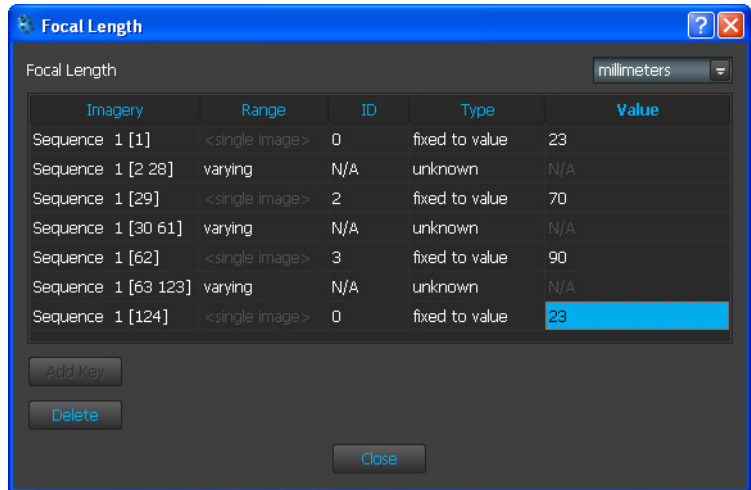 Focal Length
Focal Length millimeters
Imagery Range ID Type Value
Sequence 1 [1] <single image> 0 fixed to value 23
Sequence 1 [2 28] varying N/A unknown N/A
Sequence 1 [29] <single image> 2 fixed to value 70
Sequence 1 [30 61] varying N/A unknown N/A
Sequence 1 [62] <single image> 3 fixed to value 90
Sequence 1 [63 123] varying N/A unknown N/A
Sequence 1 [124] <single image> 0 fixed to value 23
Add Key
Delete
Close